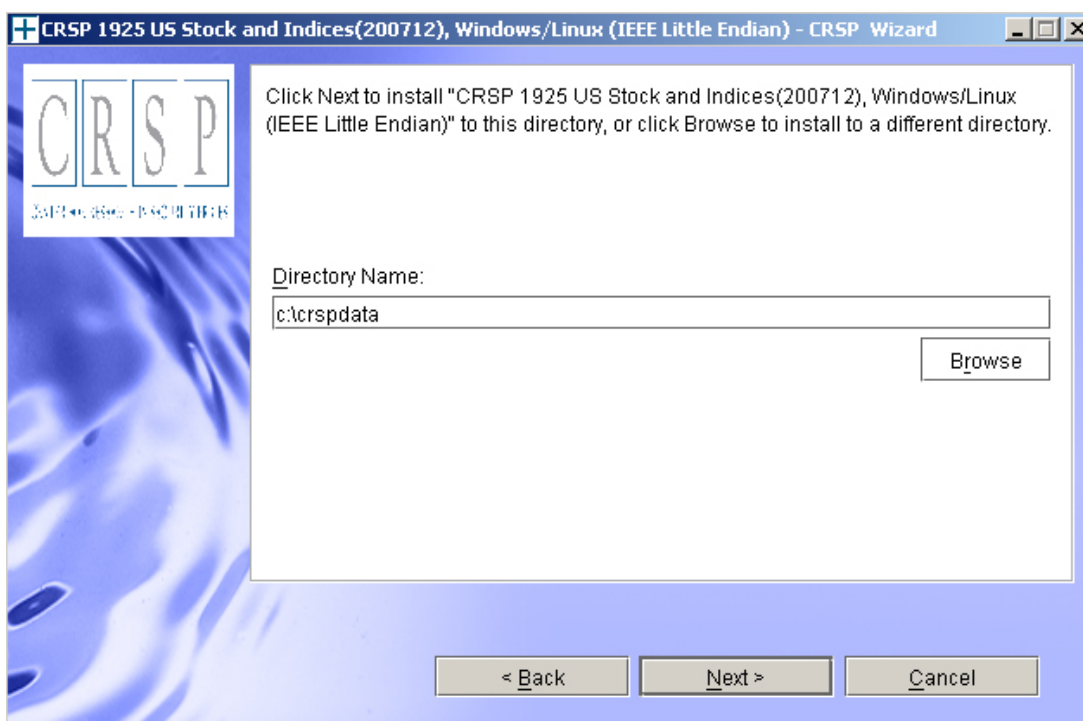 CRSP 1925 US Stock and Indices(200712), Windows/Linux (IEEE Little Endian) - CRSP Wizard
CRSP
Click Next to install "CRSP 1925 US Stock and Indices(200712), Windows/Linux
(IEEE Little Endian)" to this directory, or click Browse to install to a different directory.
Directory Name:
c:\crspdata
Browse
< Back
Next >
Cancel